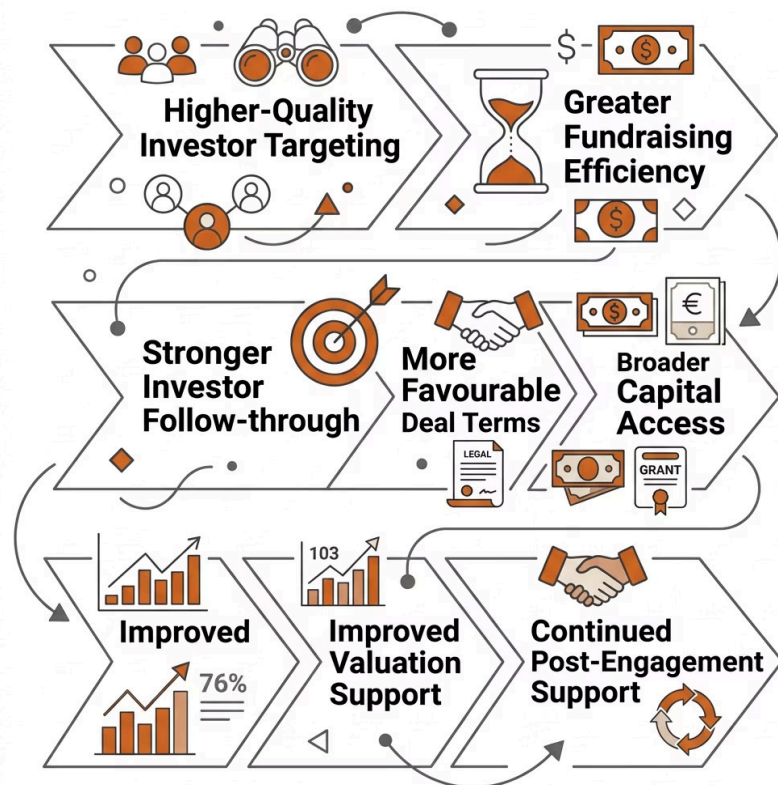 Higher-Quality
Investor Targeting
$
$
Greater
Fundraising
Efficiency
$
Stronger
Investor
Follow-through
More
Favourable
Deal Terms
LEGAL
$
€
Broader
Capital
Access
GRANT
Improved
76%
103
Improved
Valuation
Support
Continued
Post-Engagement
Support